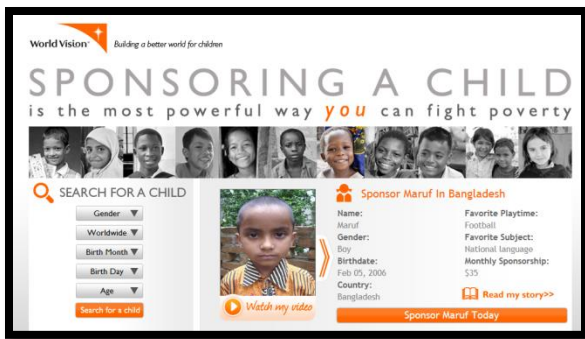 World Vision
Building a better world for children
SPONSORING A CHILD
is the most powerful way you can fight poverty
SEARCH FOR A CHILD
Gender
Worldwide
Birth Month
Birth Day
Age
Search for a child
Watch my video
Sponsor Maruf In Bangladesh
Name:
Maruf
Gender:
Boy
Birthdate:
Feb 05, 2006
Country:
Bangladesh
Favorite Playtime:
Football
Favorite Subject:
National language
Monthly Sponsorship:
$35
Read my story>>
Sponsor Maruf Today